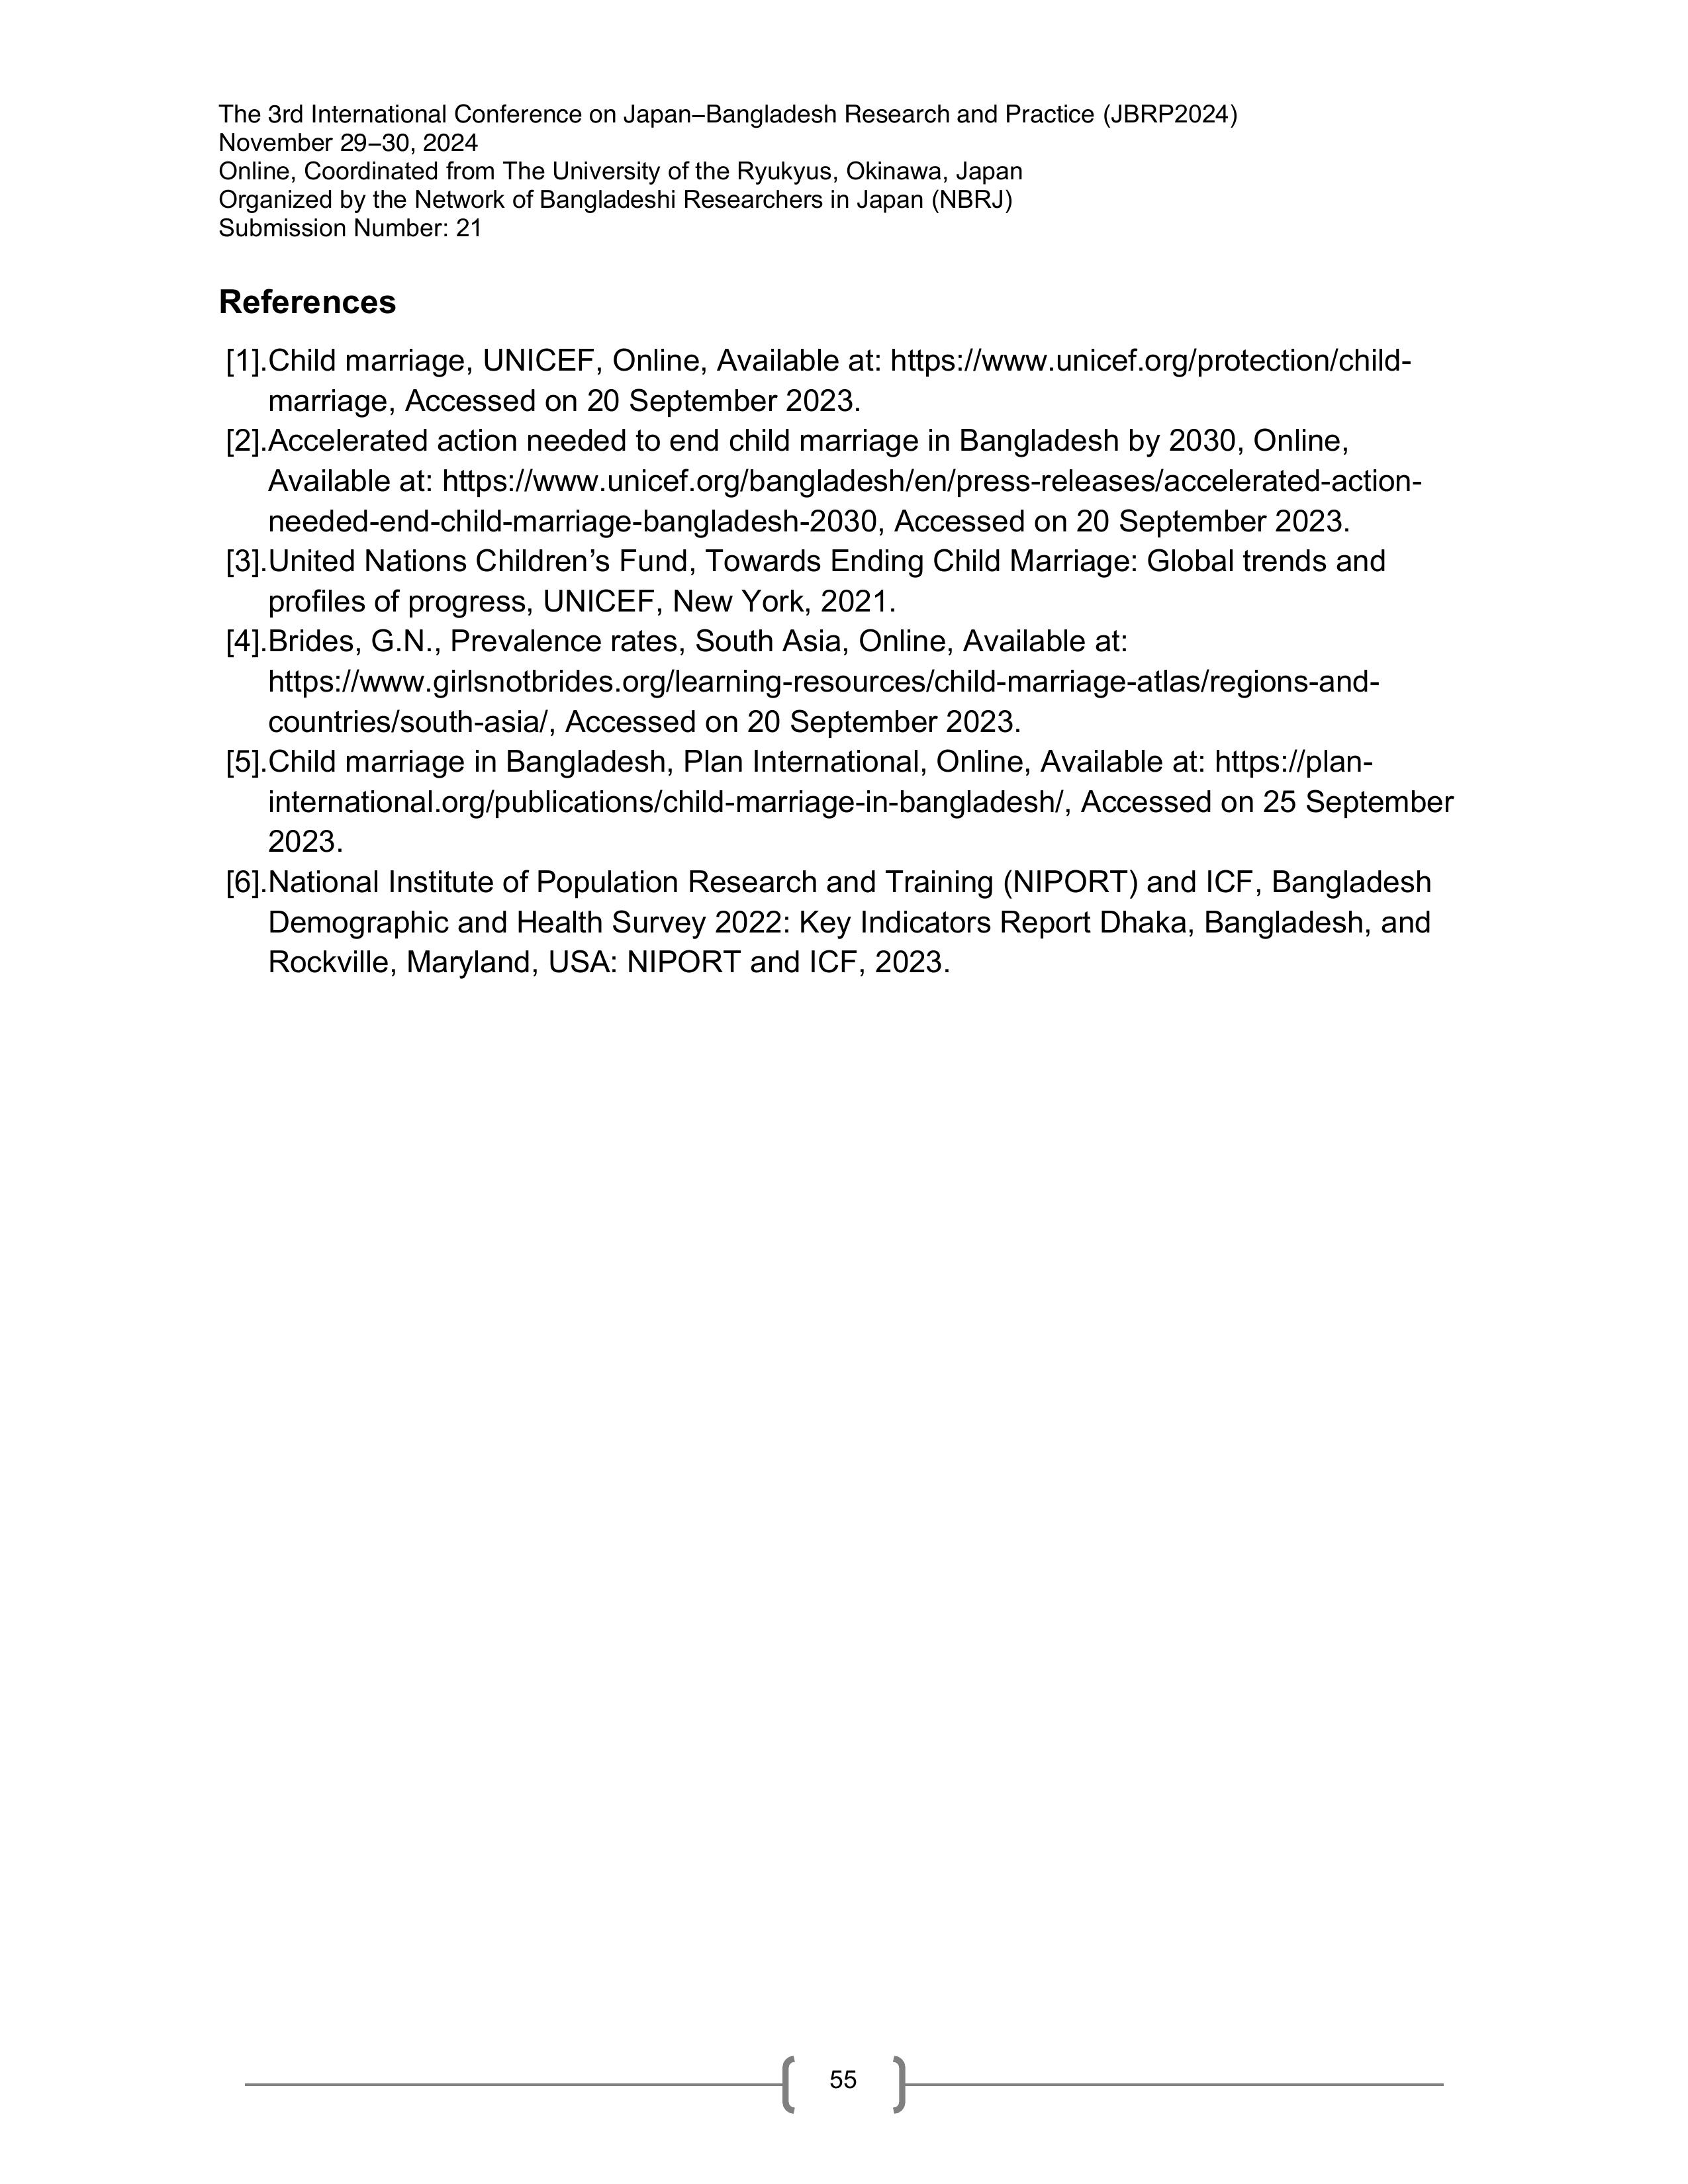 The 3rd International Conference on Japan–Bangladesh Research and Practice (JBRP2024)
November 29–30, 2024
Online, Coordinated from The University of the Ryukyus, Okinawa, Japan
Organized by the Network of Bangladeshi Researchers in Japan (NBRJ)
Submission Number: 21
References
[1].Child marriage, UNICEF, Online, Available at: https://www.unicef.org/protection/child-
marriage, Accessed on 20 September 2023.
[2].Accelerated action needed to end child marriage in Bangladesh by 2030, Online,
Available at: https://www.unicef.org/bangladesh/en/press-releases/accelerated-action-
needed-end-child-marriage-bangladesh-2030, Accessed on 20 September 2023.
[3].United Nations Children’s Fund, Towards Ending Child Marriage: Global trends and
profiles of progress, UNICEF, New York, 2021.
[4].Brides, G.N., Prevalence rates, South Asia, Online, Available at:
https://www.girlsnotbrides.org/learning-resources/child-marriage-atlas/regions-and-
countries/south-asia/, Accessed on 20 September 2023.
[5].Child marriage in Bangladesh, Plan International, Online, Available at: https://plan-
international.org/publications/child-marriage-in-bangladesh/, Accessed on 25 September
2023.
[6].National Institute of Population Research and Training (NIPORT) and ICF, Bangladesh
Demographic and Health Survey 2022: Key Indicators Report Dhaka, Bangladesh, and
Rockville, Maryland, USA: NIPORT and ICF, 2023.
55